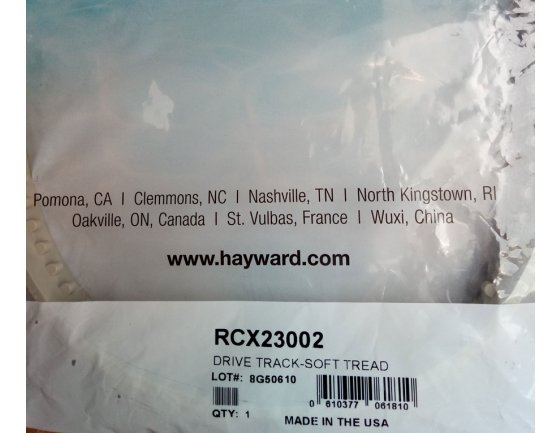 Pomona, CA | Clemmons, NC | Nashville, TN | North Kingstown, RI
Oakville, ON, Canada | St. Vulbas, France | Wuxi, China
www.hayward.com
RCX23002
DRIVE TRACK-SOFT TREAD
LOT#: 8G50610
QTY: 1
0 610377 061810
MADE IN THE USA